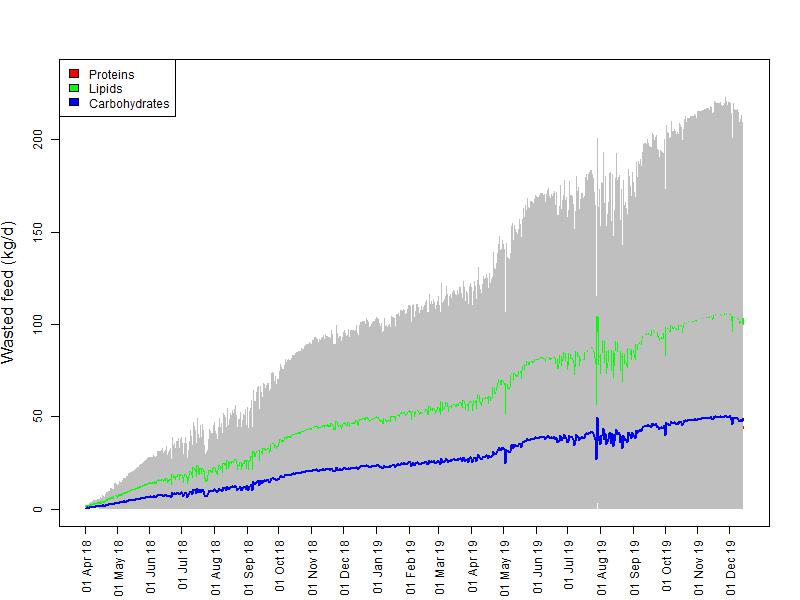 Proteins
Lipids
Carbohydrates
Wasted feed (kg/d)
200
150
100
50
0
01 Apr 18
01 May 18
01 Jun 18
01 Jul 18
01 Aug 18
01 Sep 18
01 Oct 18
01 Nov 18
01 Dec 18
01 Jan 19
01 Feb 19
01 Mar 19
01 Apr 19
01 May 19
01 Jun 19
01 Jul 19
01 Aug 19
01 Sep 19
01 Oct 19
01 Nov 19
01 Dec 19